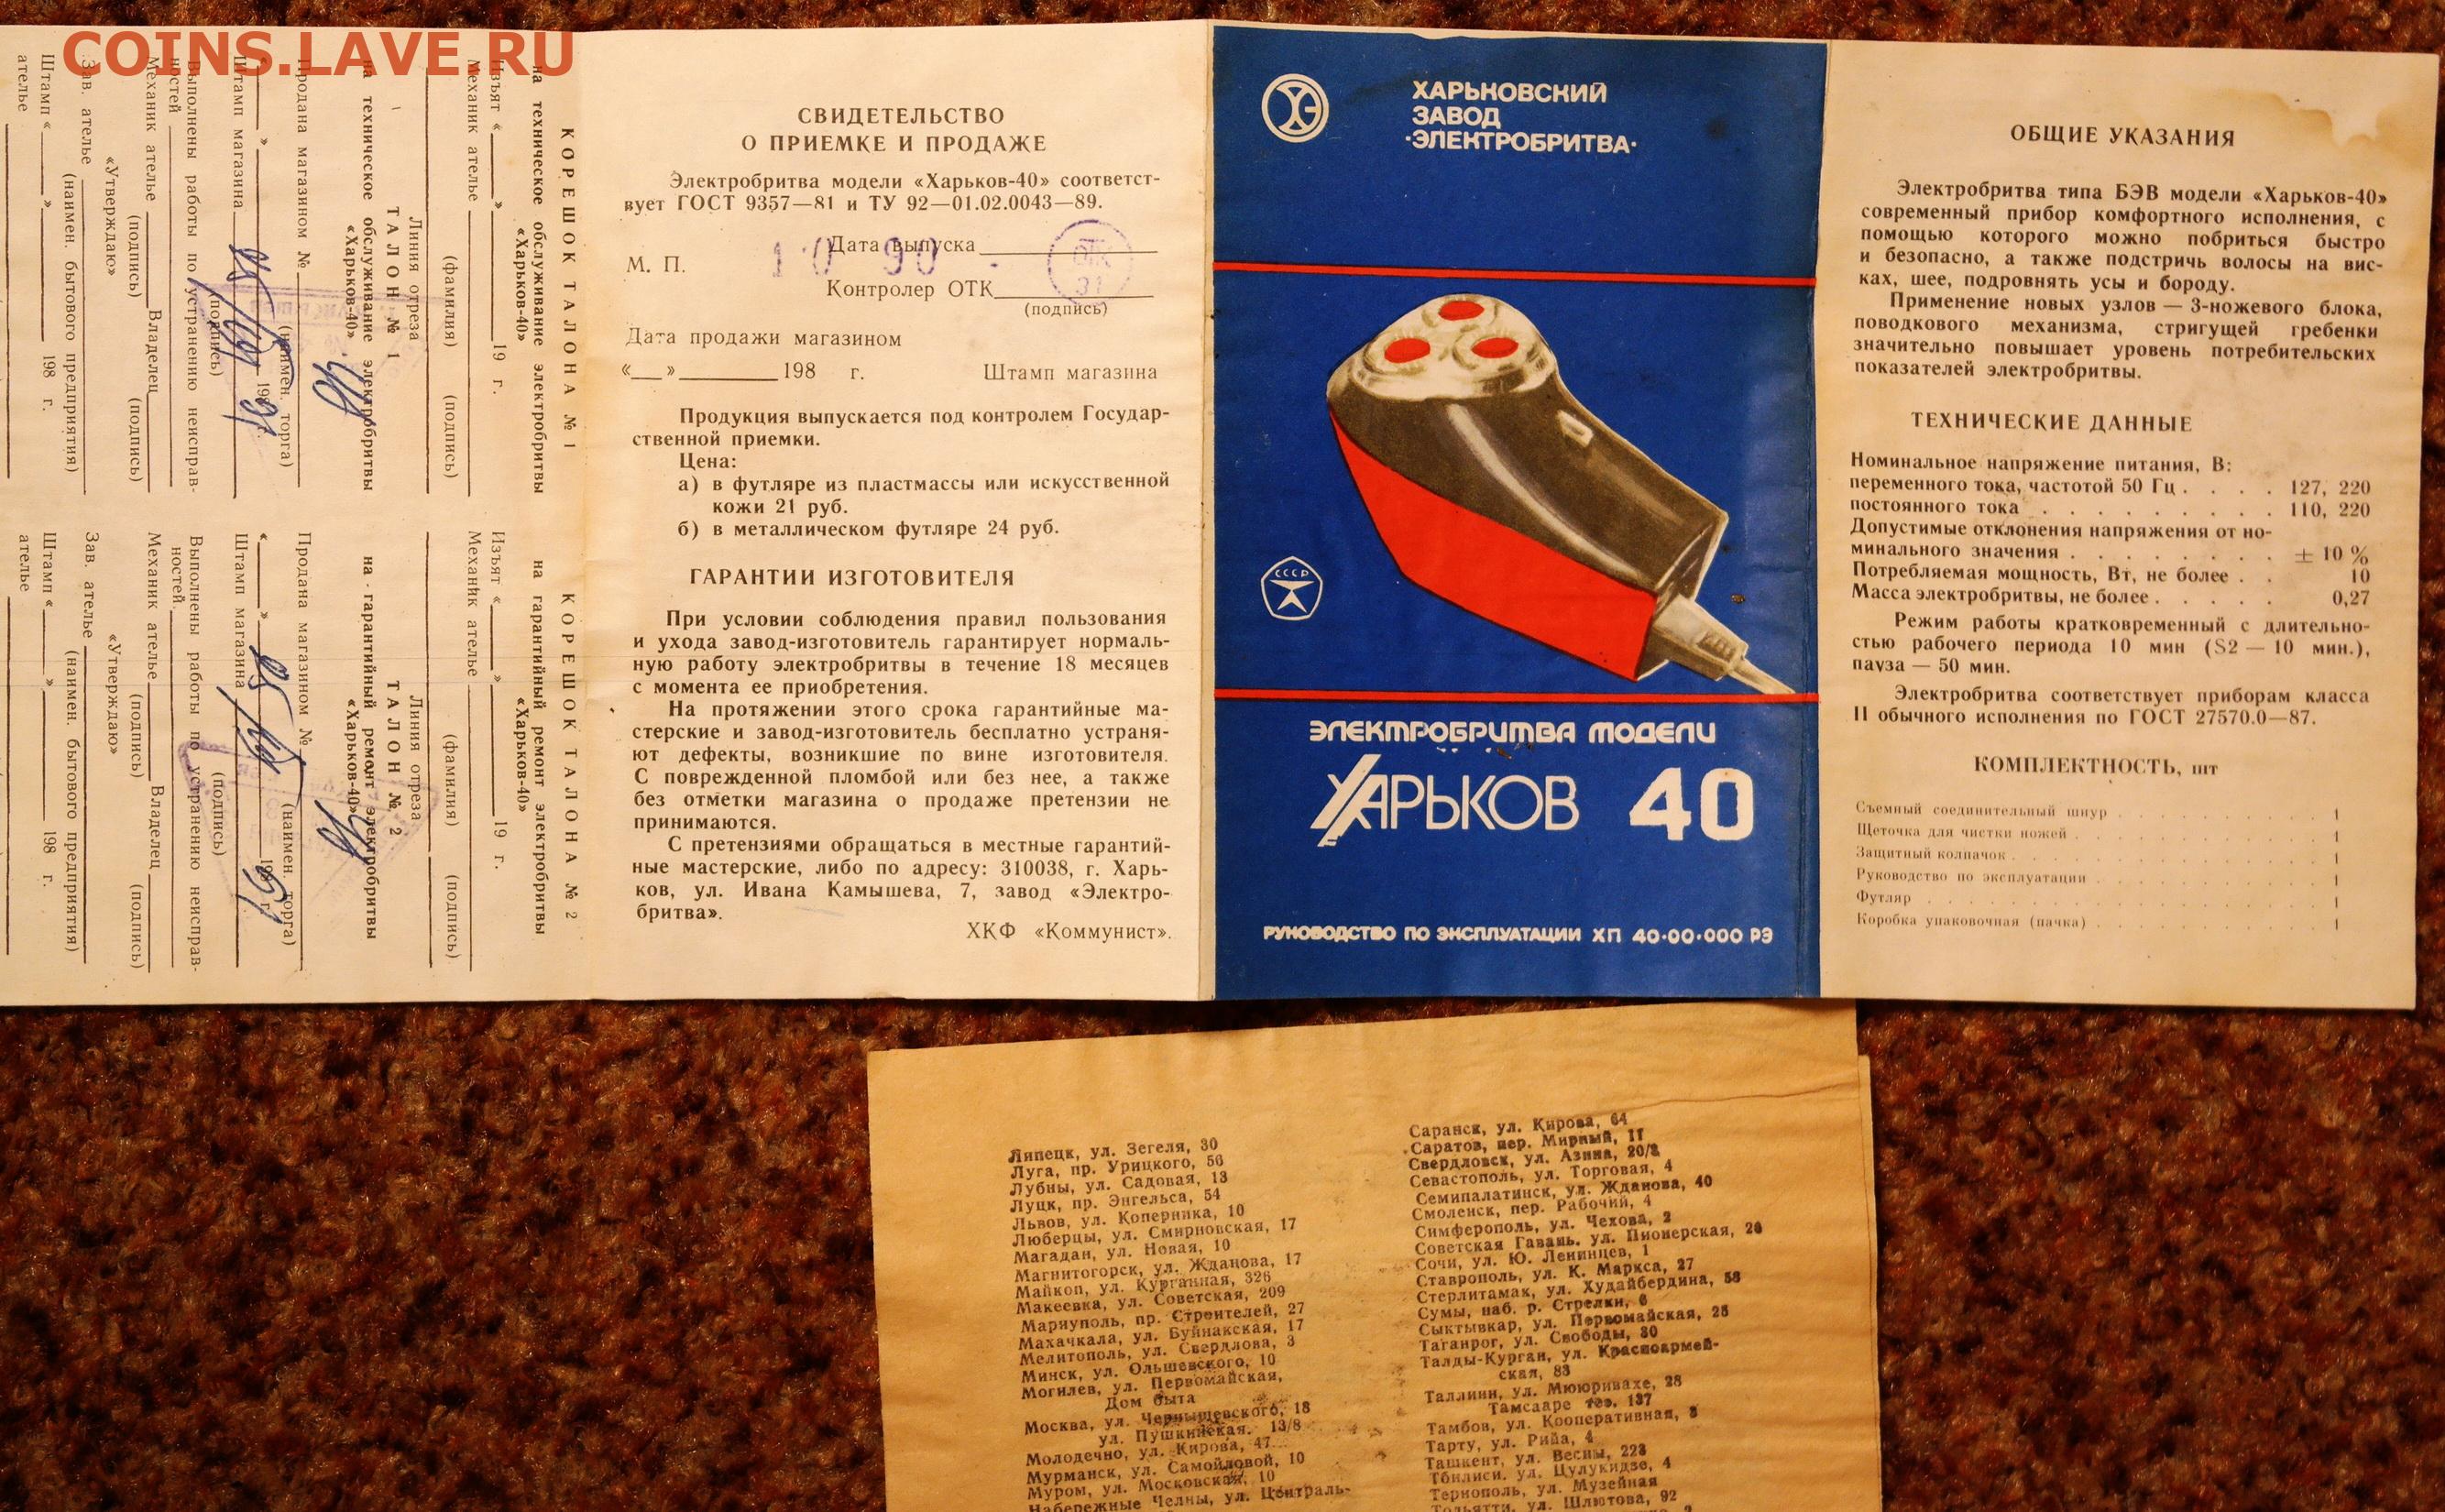 COINS.LAVE.RU
КОРЕШОК ТАЛОНА № 1
на техническое обслуживание электробритвы
«Харьков-40»
Изъят «____»____________19 г.
Механик ателье
(фамилия) (подпись)
Линия отреза
ТАЛОН № 1
на техническое обслуживание электробритвы
«Харьков-40»
Продана магазином №
(наимен. торга)
«____»____________198 г.
Штамп магазина
(подпись)
Выполнены работы по устранению неисправ-
ностей
Механик ателье Владелец
(подпись) (подпись)
«Утверждаю»
Зав. ателье
(наимен. бытового предприятия)
Штамп «____»____________198 г.
ателье
КОРЕШОК ТАЛОНА № 2
на гарантийный ремонт электробритвы
«Харьков-40»
Изъят «____»____________19 г.
Механик ателье
(фамилия) (подпись)
Линия отреза
ТАЛОН № 2
на гарантийный ремонт электробритвы
«Харьков-40»
Продана магазином №
(наимен. торга)
«____»____________198 г.
Штамп магазина
(подпись)
Выполнены работы по устранению неисправ-
ностей
Механик ателье Владелец
(подпись) (подпись)
«Утверждаю»
Зав. ателье
(наимен. бытового предприятия)
Штамп «____»____________198 г.
ателье
СВИДЕТЕЛЬСТВО
О ПРИЕМКЕ И ПРОДАЖЕ
Электробритва модели «Харьков-40» соответст-
вует ГОСТ 9357—81 и ТУ 92—01.02.0043—89.
Дата выпуска 10 90
М. П.
ОТК
31
Контролер ОТК
(подпись)
Дата продажи магазином
«__»________198 г. Штамп магазина
Продукция выпускается под контролем Государ-
ственной приемки.
Цена:
а) в футляре из пластмассы или искусственной
кожи 21 руб.
б) в металлическом футляре 24 руб.
ГАРАНТИИ ИЗГОТОВИТЕЛЯ
При условии соблюдения правил пользования
и ухода завод-изготовитель гарантирует нормаль-
ную работу электробритвы в течение 18 месяцев
с момента ее приобретения.
На протяжении этого срока гарантийные ма-
стерские и завод-изготовитель бесплатно устраня-
ют дефекты, возникшие по вине изготовителя.
С поврежденной пломбой или без нее, а также
без отметки магазина о продаже претензии не
принимаются.
С претензиями обращаться в местные гарантий-
ные мастерские, либо по адресу: 310038, г. Харь-
ков, ул. Ивана Камышева, 7, завод «Электро-
бритва».
ХКФ «Коммунист».
ХАРЬКОВСКИЙ
ЗАВОД
·ЭЛЕКТРОБРИТВА·
СССР
ЭЛЕКТРОБРИТВА МОДЕЛИ
ХАРЬКОВ 40
РУКОВОДСТВО ПО ЭКСПЛУАТАЦИИ ХП 40·00·000 РЭ
ОБЩИЕ УКАЗАНИЯ
Электробритва типа БЭВ модели «Харьков-40»
современный прибор комфортного исполнения, с
помощью которого можно побриться быстро
и безопасно, а также подстричь волосы на вис-
ках, шее, подровнять усы и бороду.
Применение новых узлов — 3-ножевого блока,
поводкового механизма, стригущей гребенки
значительно повышает уровень потребительских
показателей электробритвы.
ТЕХНИЧЕСКИЕ ДАННЫЕ
Номинальное напряжение питания, В:
переменного тока, частотой 50 Гц . . . . 127, 220
постоянного тока . . . . . . . . . 110, 220
Допустимые отклонения напряжения от но-
минального значения . . . . . . . . ± 10 %
Потребляемая мощность, Вт, не более . . 10
Масса электробритвы, не более . . . . . 0,27
Режим работы кратковременный с длительно-
стью рабочего периода 10 мин (S2 — 10 мин.),
пауза — 50 мин.
Электробритва соответствует приборам класса
II обычного исполнения по ГОСТ 27570.0—87.
КОМПЛЕКТНОСТЬ, шт
Съемный соединительный шнур . . . . . . 1
Щеточка для чистки ножей . . . . . . . 1
Защитный колпачок . . . . . . . . . 1
Руководство по эксплуатации . . . . . . 1
Футляр . . . . . . . . . . . . 1
Коробка упаковочная (пачка) . . . . . . 1
Липецк, ул. Зегеля, 30
Луга, пр. Урицкого, 56
Лубны, ул. Садовая, 13
Луцк, пр. Энгельса, 54
Львов, ул. Коперника, 10
Люберцы, ул. Смирновская, 17
Магадан, ул. Новая, 10
Магнитогорск, ул. Жданова, 17
Майкоп, ул. Курганная, 326
Макеевка, ул. Советская, 209
Мариуполь, пр. Строителей, 27
Махачкала, ул. Буйнакская, 17
Мелитополь, ул. Свердлова, 3
Минск, ул. Ольшевского, 10
Могилев, ул. Первомайская,
Дом быта
Москва, ул. Чернышевского, 18
ул. Пушкинская. 13/8
Молодечно, ул. Кирова, 47
Мурманск, ул. Самойловой, 10
Муром, ул. Московская, 10
Набережные Челны, ул. Централь-
Саранск, ул. Кирова, 64
Саратов, пер. Мирный, 11
Свердловск, ул. Азина, 20/2
Севастополь, ул. Торговая, 4
Семипалатинск, ул. Жданова, 40
Смоленск, пер. Рабочий, 4
Симферополь, ул. Чехова, 2
Советская Гавань, ул. Пионерская, 26
Сочи, ул. Ю. Ленинцев, 1
Ставрополь, ул. К. Маркса, 27
Стерлитамак, ул. Худайбердина, 58
Сумы, наб. р. Стрелки, 6
Сыктывкар, ул. Первомайская, 25
Таганрог, ул. Свободы, 30
Талды-Курган, ул. Красноармей-
ская, 83
Таллинн, ул. Мююривахе, 28
Тамсааре тээ. 137
Тамбов, ул. Кооперативная, 3
Тарту, ул. Рийа, 4
Ташкент, ул. Весны, 223
Тбилиси, ул. Цулукидзе, 4
Тернополь, ул. Музейная
Тольятти, ул. Шлютова, 92